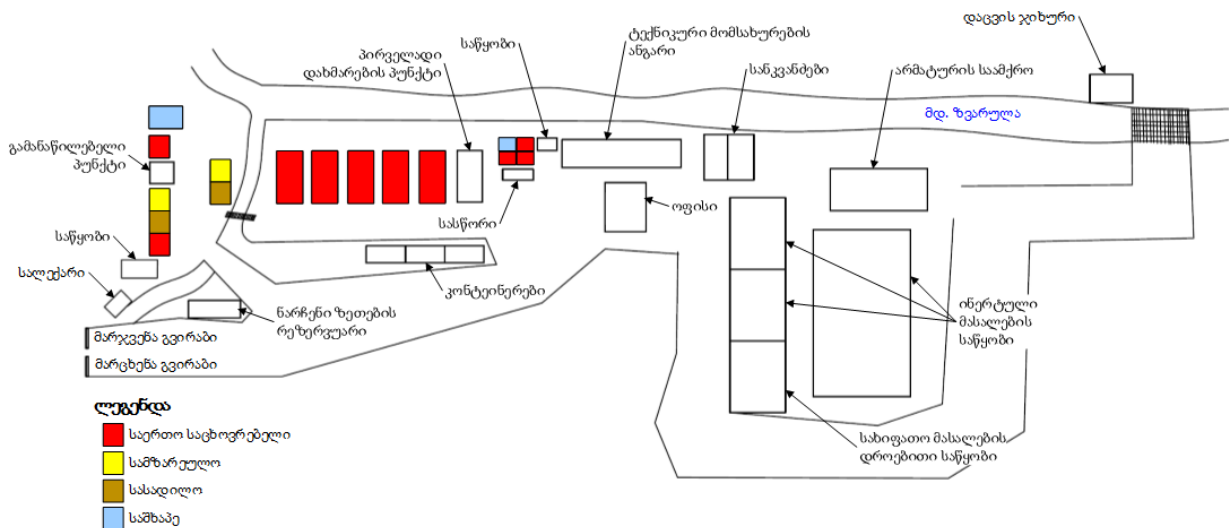 დაცვის ჯიხური
საწყობი
ტექნიკური მომსახურების
ანგარი
პირველადი
დახმარების პუნქტი
სანკვანძები
არმატურის საამქრო
მდ. ზვარულა
გამანაწილებელი
პუნქტი
სასწორი
ოფისი
საწყობი
სალექარი
კონტეინერები
ნარჩენი ზეთების
რეზერვუარი
ინერტული
მასალების
საწყობი
მარჯვენა გვირაბი
მარცხენა გვირაბი
სახიფათო მასალების
დროებითი საწყობი
ლეგენდა
საერთო საცხოვრებელი
სამზარეულო
სასადილო
საშხაპე